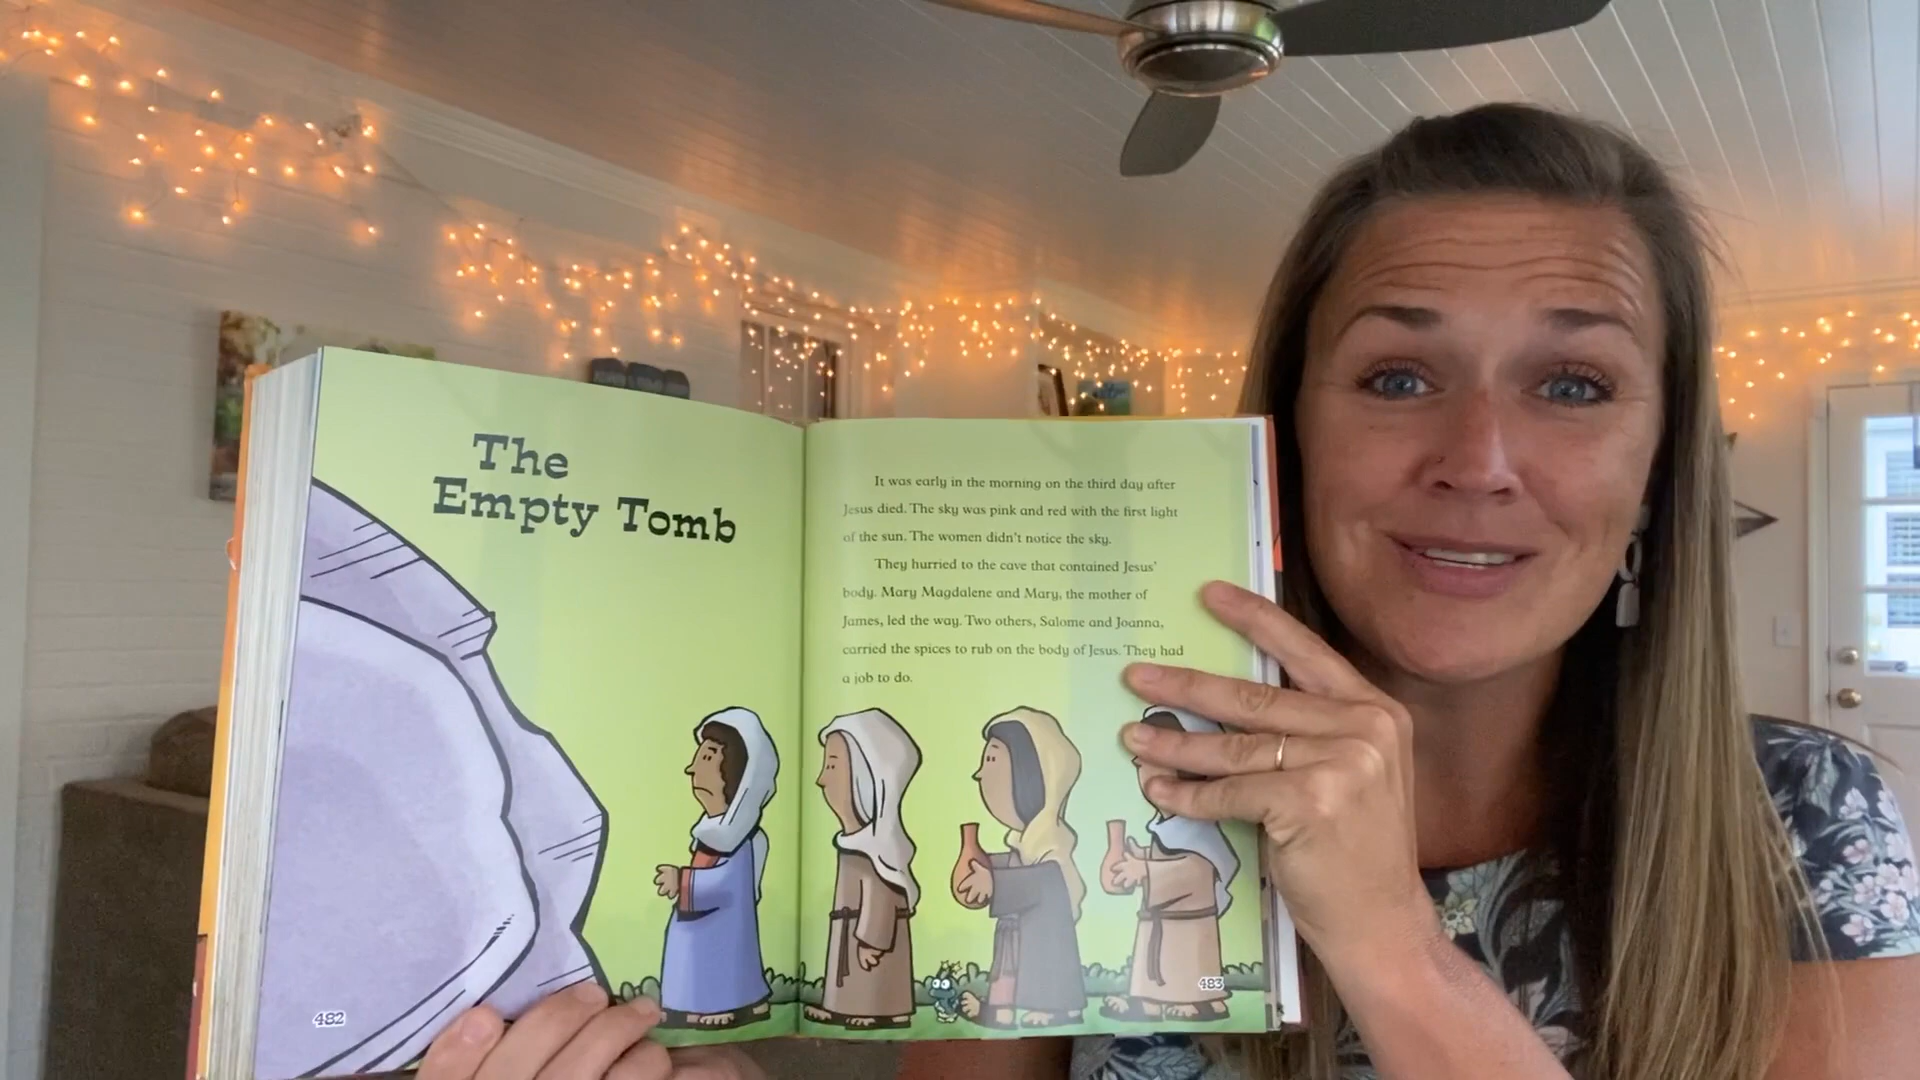 The
Empty Tomb
It was early in the morning on the third day after
Jesus died. The sky was pink and red with the first light
of the sun. The women didn't notice the sky.
They hurried to the cave that contained Jesus'
body. Mary Magdalene and Mary, the mother of
James, led the way. Two others, Salome and Joanna,
carried the spices to rub on the body of Jesus. They had
a job to do.
482
483